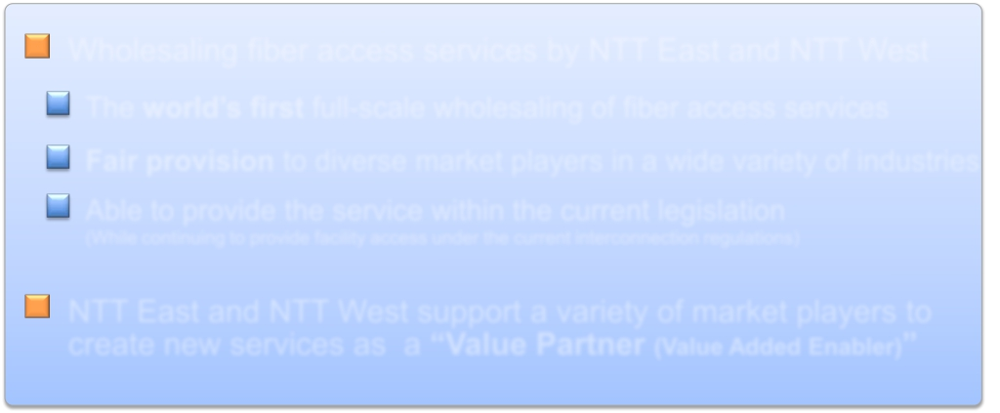 Wholesaling fiber access services by NTT East and NTT West
The world's first full-scale wholesaling of fiber access services
Fair provision to diverse market players in a wide variety of industries
Able to provide the service within the current legislation
(While continuing to provide facility access under the current interconnection regulations)
NTT East and NTT West support a variety of market players to
create new services as a “Value Partner (Value Added Enabler)”